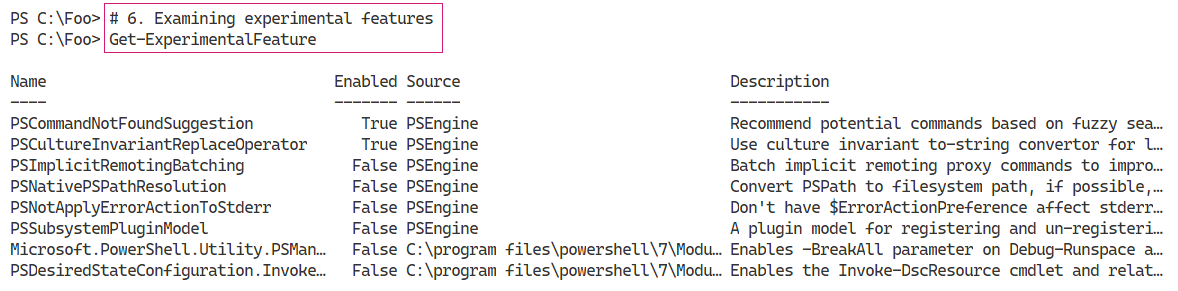 PS C:\Foo> # 6. Examining experimental features
PS C:\Foo> Get-ExperimentalFeature
Name Enabled Source Description
---- ------- ------ -----------
PSCommandNotFoundSuggestion True PSEngine Recommend potential commands based on fuzzy sea…
PSCultureInvariantReplaceOperator True PSEngine Use culture invariant to-string convertor for l…
PSImplicitRemotingBatching False PSEngine Batch implicit remoting proxy commands to impro…
PSNativePSPathResolution False PSEngine Convert PSPath to filesystem path, if possible,…
PSNotApplyErrorActionToStderr False PSEngine Don't have $ErrorActionPreference affect stderr…
PSSubsystemPluginModel False PSEngine A plugin model for registering and un-registeri…
Microsoft.PowerShell.Utility.PSMan… False C:\program files\powershell\7\Modu… Enables -BreakAll parameter on Debug-Runspace a…
PSDesiredStateConfiguration.Invoke… False C:\program files\powershell\7\Modu… Enables the Invoke-DscResource cmdlet and relat…